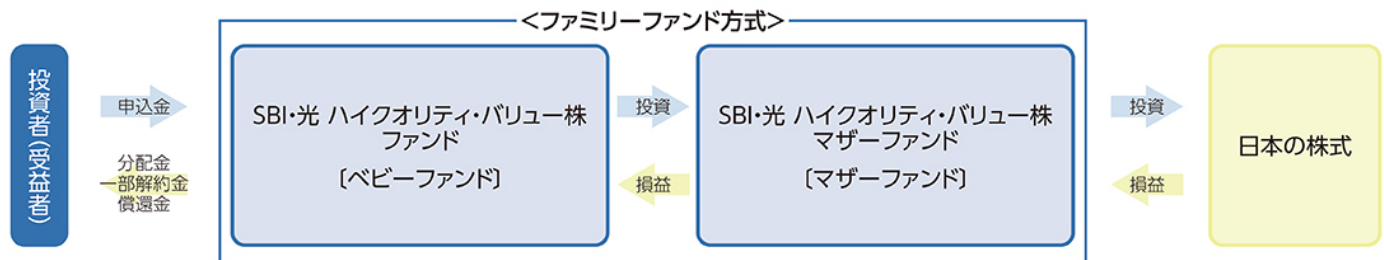 <ファミリーファンド方式>
投資者(受益者)
申込金
分配金
一部解約金
償還金
SBI・光 ハイクオリティ・バリュー株
ファンド
〔ベビーファンド〕
投資
損益
SBI・光 ハイクオリティ・バリュー株
マザーファンド
〔マザーファンド〕
投資
損益
日本の株式